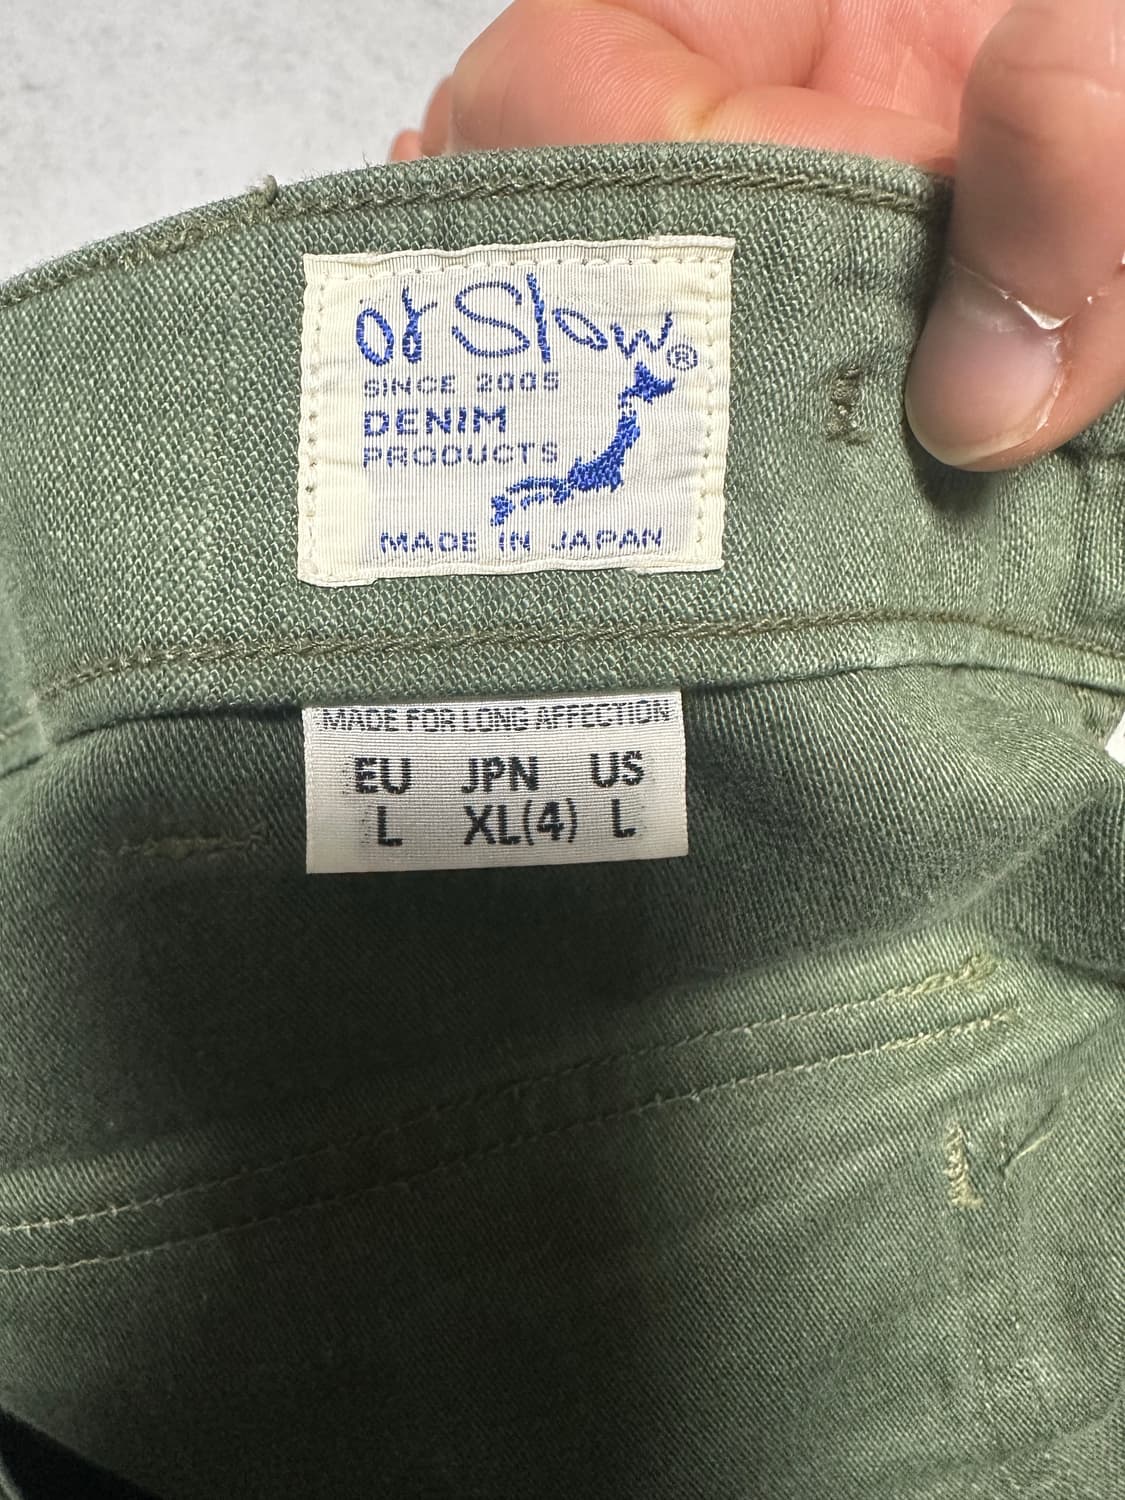 or Slow®
SINCE 2005
DENIM
PRODUCTS
MADE IN JAPAN
MADE FOR LONG AFFECTION
EU JPN US
L XL(4) L